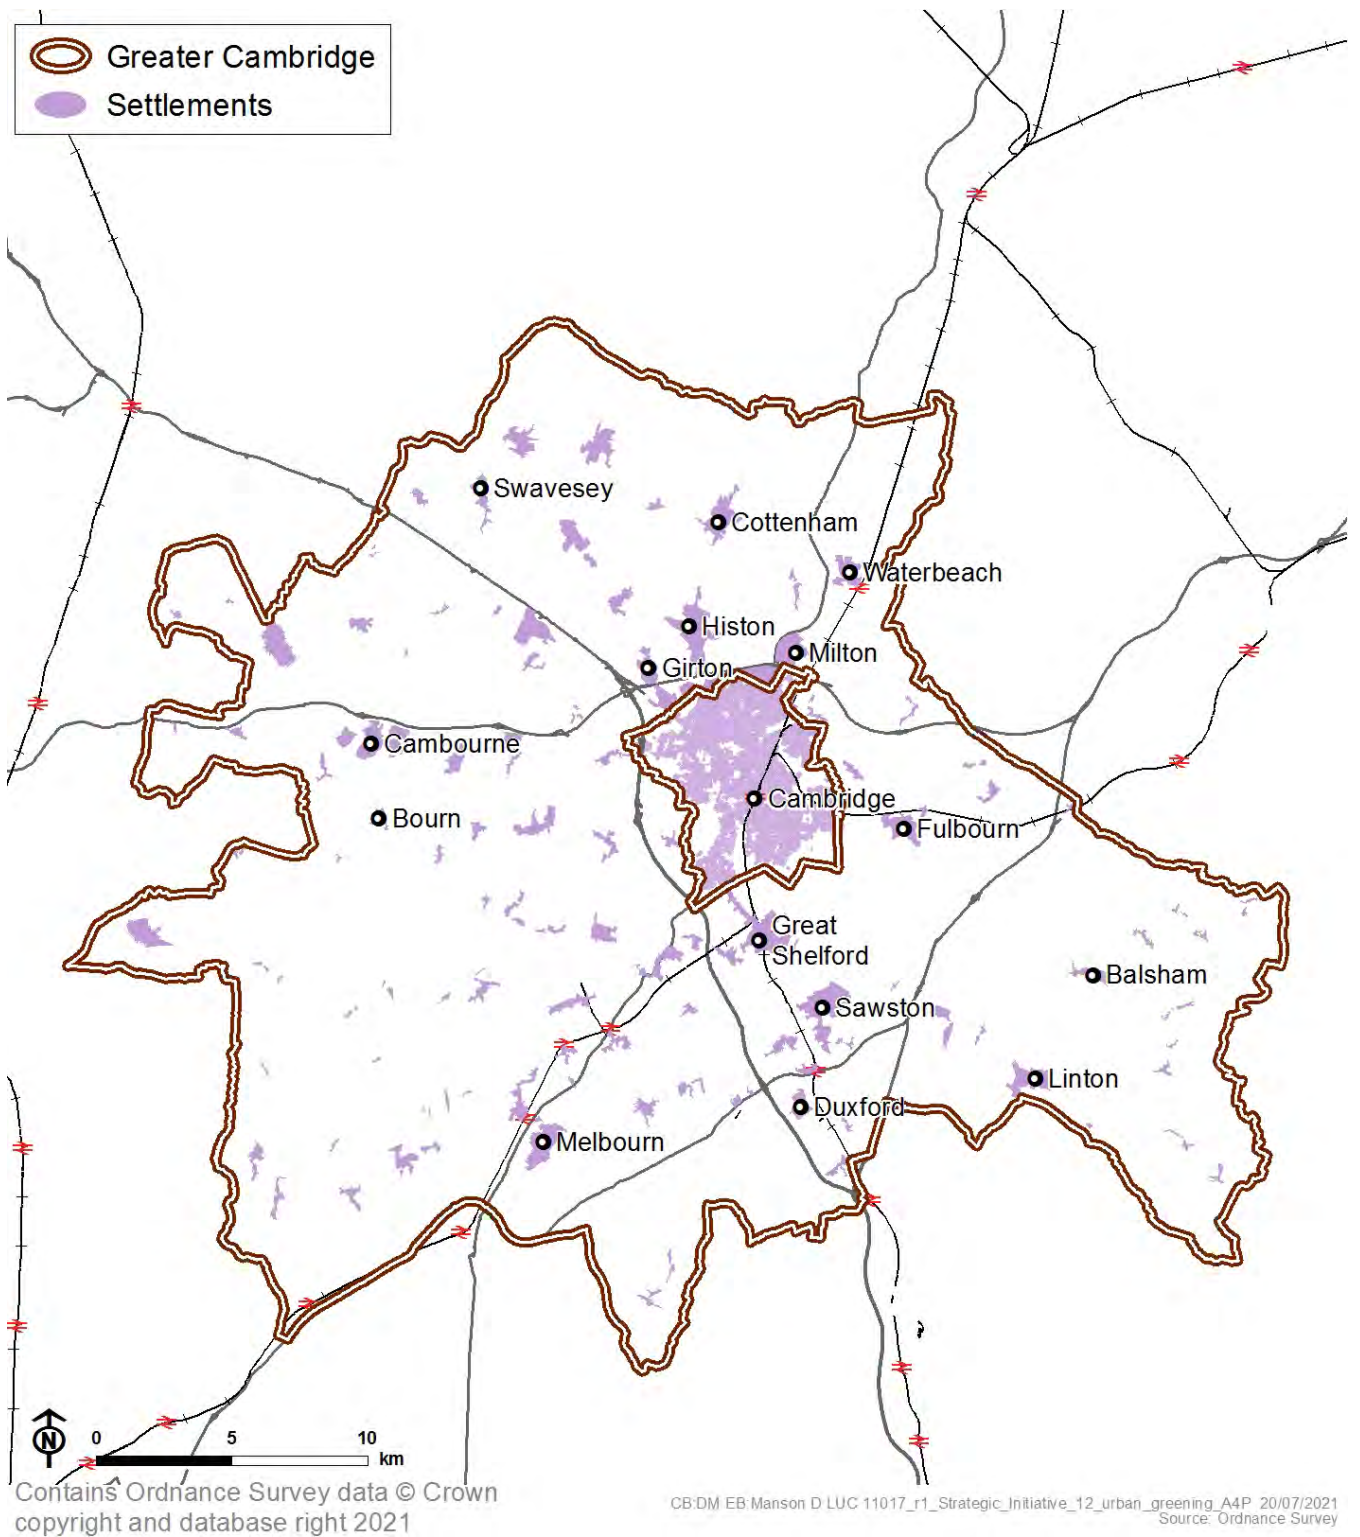 Greater Cambridge
Settlements
Swavesey
Cottenham
Waterbeach
Histon
Milton
Girton
Cambourne
Cambridge
Bourn
Fulbourn
Great
Shelford
Balsham
Sawston
Linton
Duxford
Melbourn
N
0 5 10
km
Contains Ordnance Survey data © Crown
copyright and database right 2021
CB:DM EB:Manson D LUC 11017_r1_Strategic_Initiative_12_urban_greening_A4P 20/07/2021
Source: Ordnance Survey